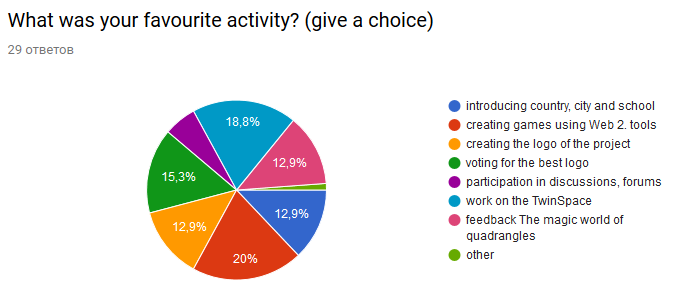 What was your favourite activity? (give a choice)
29 ответов
18,8%
12,9%
15,3%
12,9%
12,9%
20%
introducing country, city and school
creating games using Web 2. tools
creating the logo of the project
voting for the best logo
participation in discussions, forums
work on the TwinSpace
feedback The magic world of
quadrangles
other